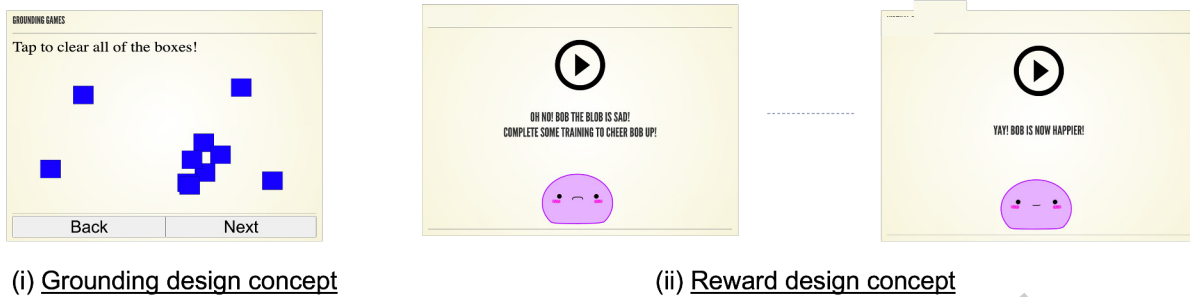 GROUNDING GAMES
Tap to clear all of the boxes!
Back
Next
OH NO! BOB THE BLOB IS SAD!
COMPLETE SOME TRAINING TO CHEER BOB UP!
YAY! BOB IS NOW HAPPIER!
(i) Grounding design concept
(ii) Reward design concept